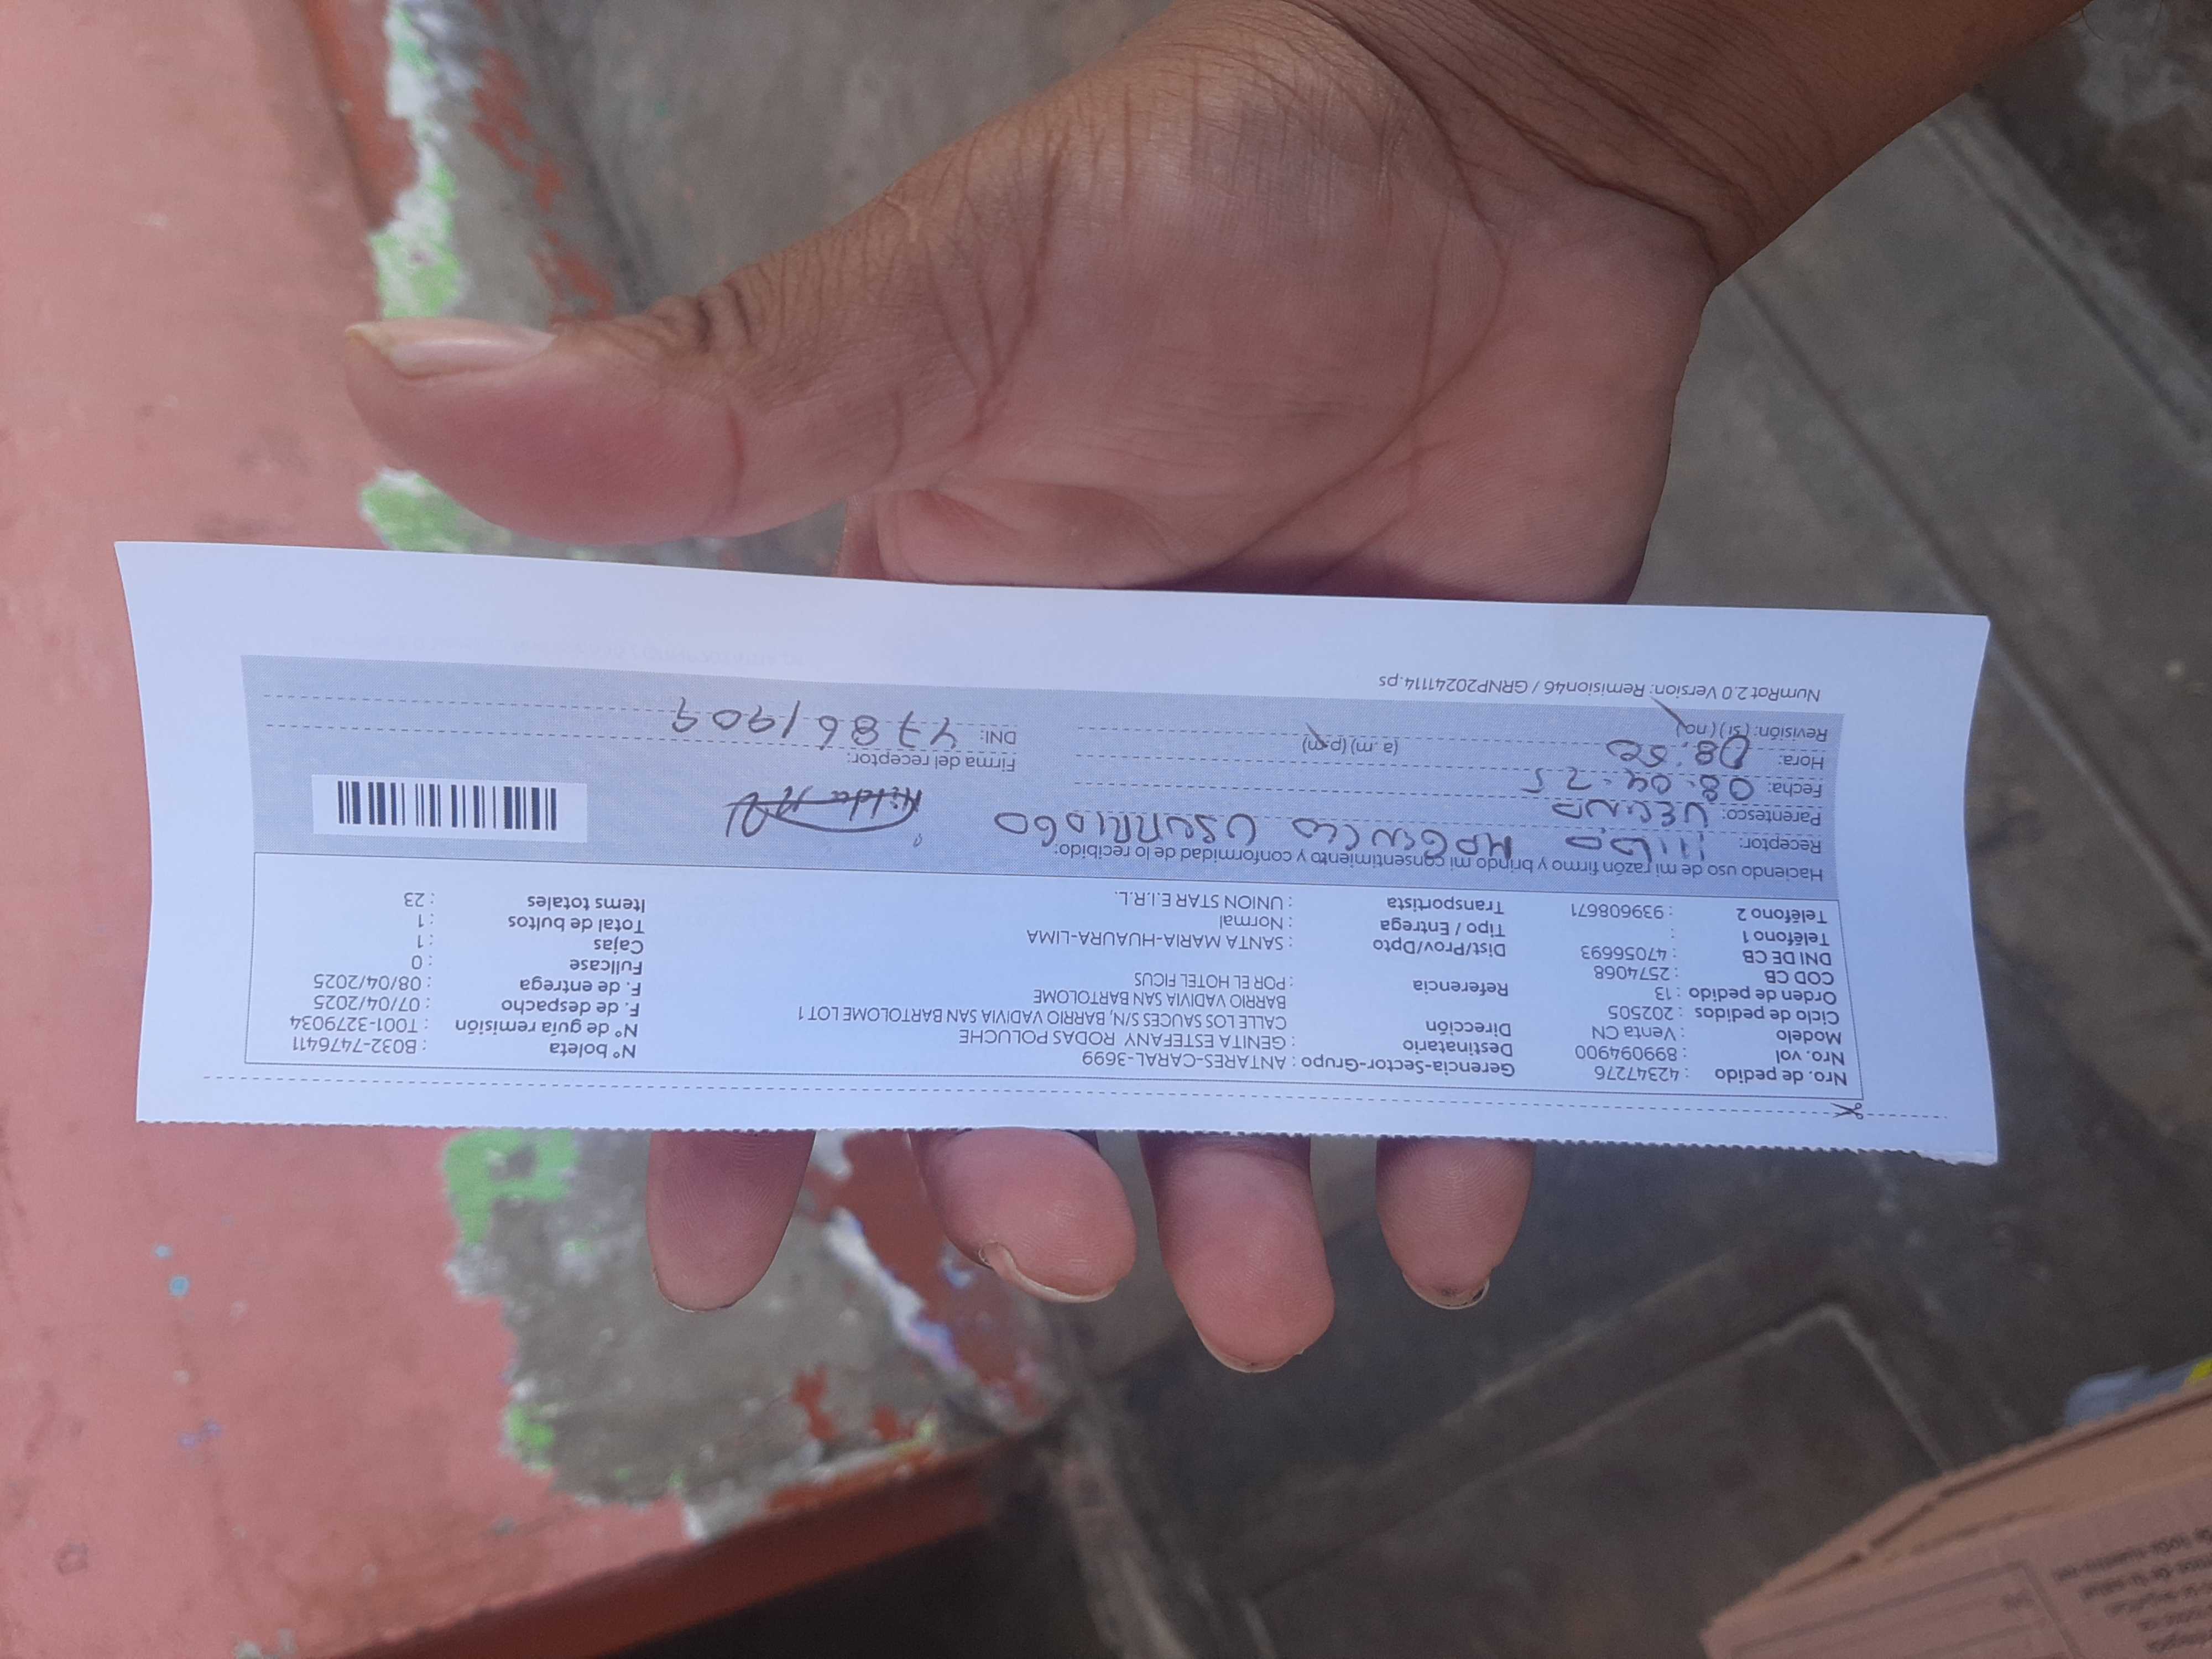 Nro. de pedido : 42347276
Nro. vol : 899094900
Modelo : Venta CN
Ciclo de pedidos : 202505
Orden de pedido : 13
COD CB : 2574068
DNI DE CB : 47056693
Teléfono 1 :
Teléfono 2 : 939608671
Gerencia-Sector-Grupo : ANTARES-CARAL-3699
Destinatario : GENITA ESTEFANY RODAS POLUCHE
Dirección CALLE LOS SAUCES S/N, BARRIO VADIVIA SAN BARTOLOME LOT 1
BARRIO VADIVIA SAN BARTOLOME
Referencia : POR EL HOTEL FICUS
Dist/Prov/Dpto : SANTA MARIA-HUAURA-LIMA
Tipo / Entrega : Normal
Transportista : UNION STAR E.I.R.L.
N° boleta : B032-7476411
N° de guía remisión : T001-3279034
F. de despacho : 07/04/2025
F. de entrega : 08/04/2025
Fullcase : 0
Cajas : 1
Total de bultos : 1
Items totales : 23
Haciendo uso de mi razón firmo y brindo mi consentimiento y conformidad de lo recibido:
Receptor:
Parentesco: VECINA
Fecha: 08.04.25
Hora: 08:50 (a.m) (p.m)
Revisión: (si) (no)
Firma del receptor:
DNI: 47861909
NumRot 2.0 Version: Remision46 / GRNP20241114.ps